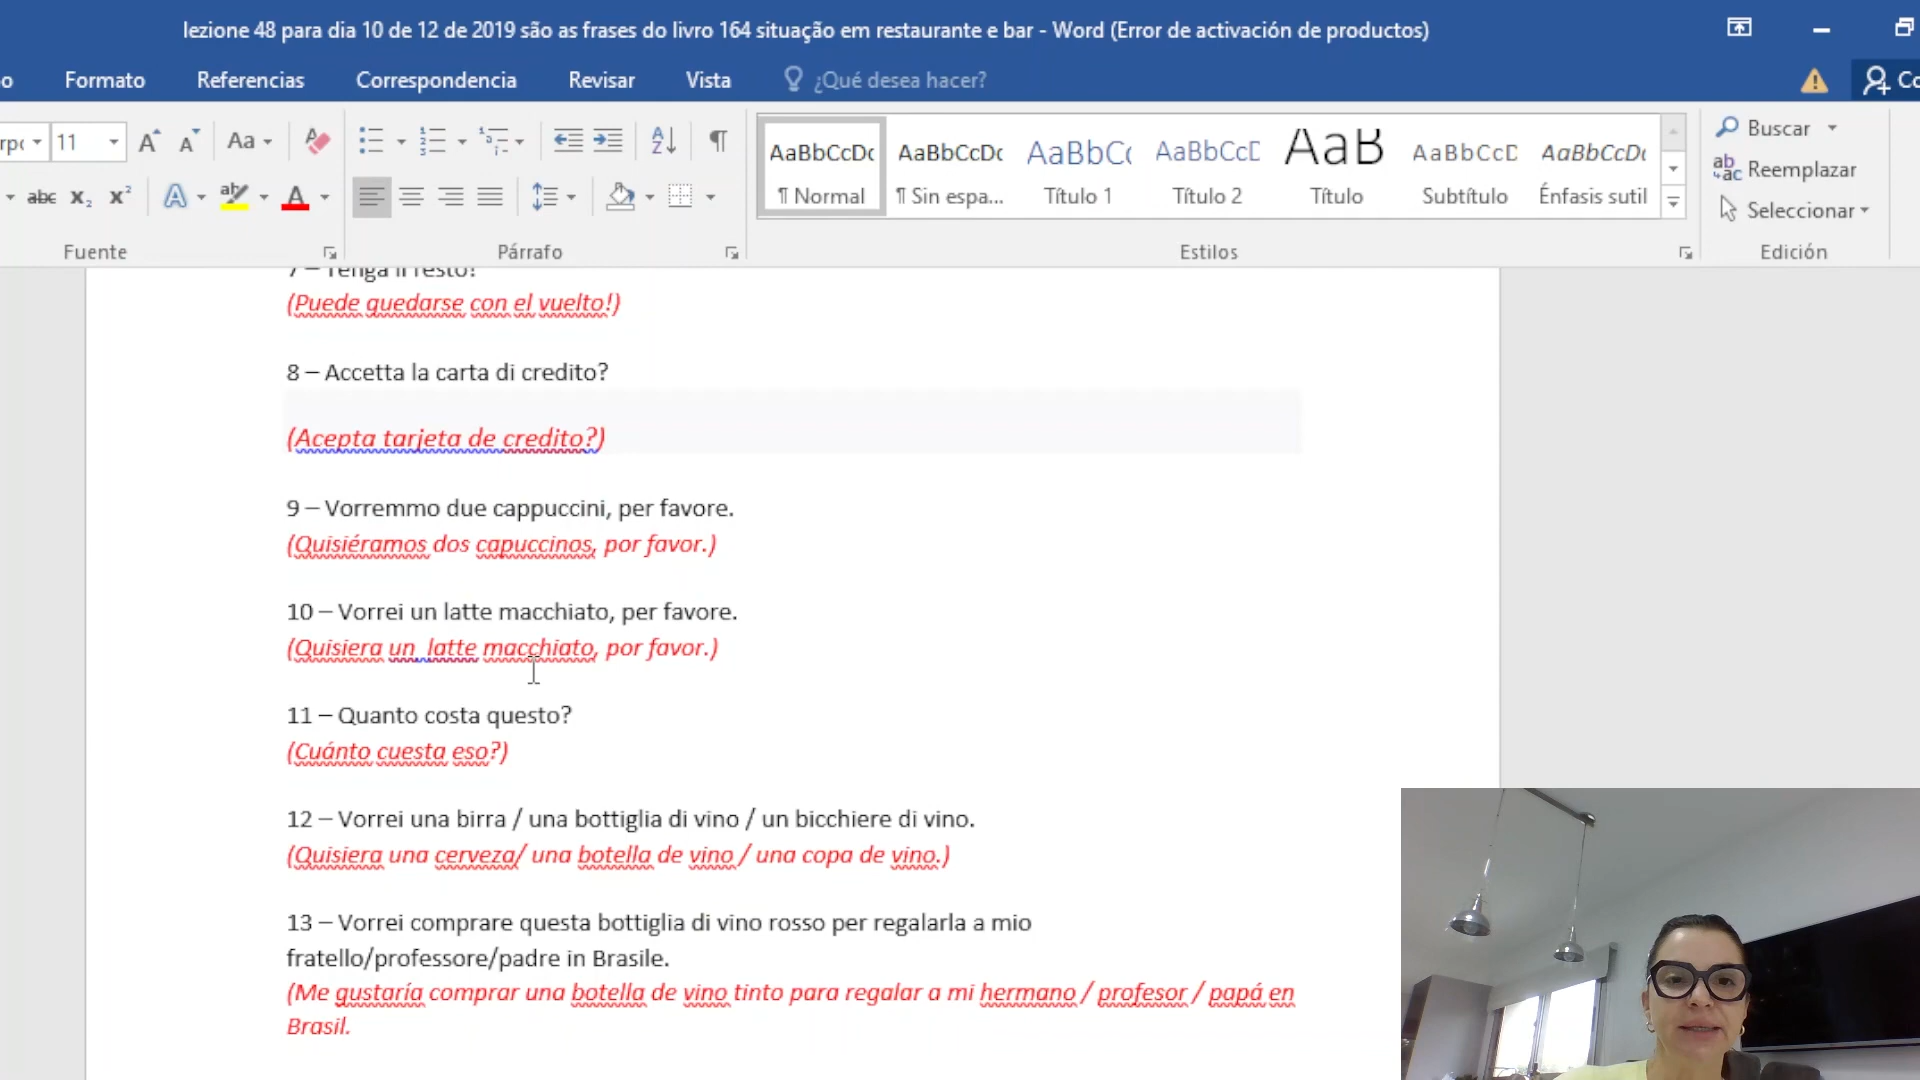 lezione 48 para dia 10 de 12 de 2019 são as frases do livro 164 situação em restaurante e bar - Word (Error de activación de productos)
Formato Referencias Correspondencia Revisar Vista ¿Qué desea hacer?
11 Aa
AaBbCcDc AaBbCcDc AaBbCc AaBbCcD AaB AaBbCcD AaBbCcDc
¶ Normal ¶ Sin espa... Título 1 Título 2 Título Subtítulo Énfasis sutil
Buscar
Reemplazar
Seleccionar
Fuente Párrafo Estilos Edición
7 – Tenga il resto!
(Puede quedarse con el vuelto!)
8 – Accetta la carta di credito?
(Acepta tarjeta de credito?)
9 – Vorremmo due cappuccini, per favore.
(Quisiéramos dos capuccinos, por favor.)
10 – Vorrei un latte macchiato, per favore.
(Quisiera un latte macchiato, por favor.)
11 – Quanto costa questo?
(Cuánto cuesta eso?)
12 – Vorrei una birra / una bottiglia di vino / un bicchiere di vino.
(Quisiera una cerveza/ una botella de vino / una copa de vino.)
13 – Vorrei comprare questa bottiglia di vino rosso per regalarla a mio
fratello/professore/padre in Brasile.
(Me gustaría comprar una botella de vino tinto para regalar a mi hermano / profesor / papá en
Brasil.